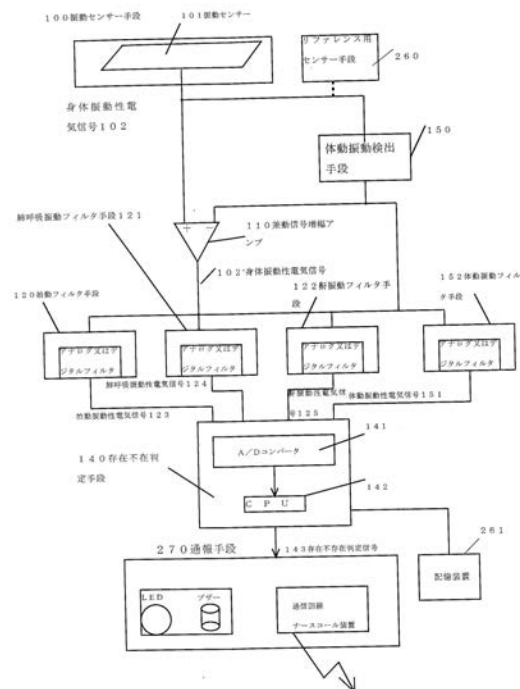 100振動センサー手段
101振動センサー
リファレンス用
センサー手段
260
身体振動性電
気信号102
150
体動振動検出
手段
肺呼吸振動フィルタ手段121
110差動信号増幅ア
ンプ
102'身体振動性電気信号
120拍動フィルタ手段
122鼾振動フィルタ手
段
152体動振動フィル
タ手段
アナログ又はデ
ジタルフィルタ
アナログ又はデ
ジタルフィルタ
アナログ又はデ
ジタルフィルタ
アナログ又はデ
ジタルフィルタ
肺呼吸振動性電気信号124
鼾振動性電気信
号125
体動振動性電気信号151
拍動振動性電気信号123
140存在不在判
定手段
A/Dコンバータ
141
CPU
142
270通報手段
143存在不存在判定信号
261
記憶装置
LED
ブザー
通信回線
ナースコール装置